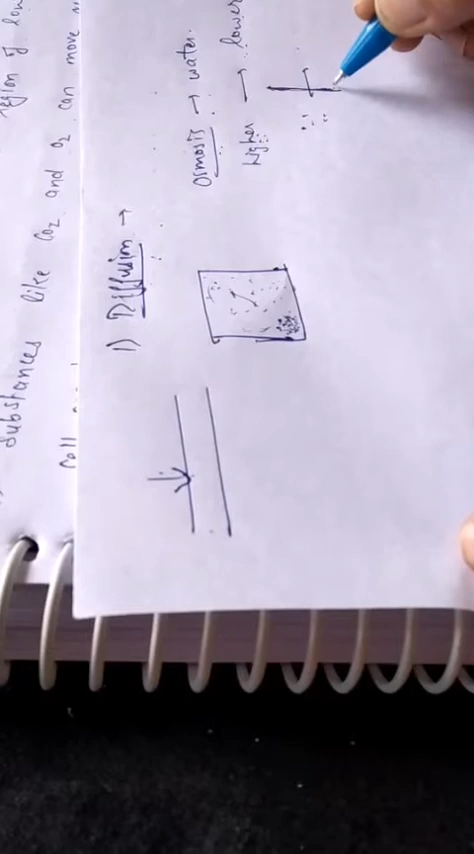 region of low
Substances like CO2 and O2 can move
cell
1) Diffusion →
Osmosis → water.
higher → lower